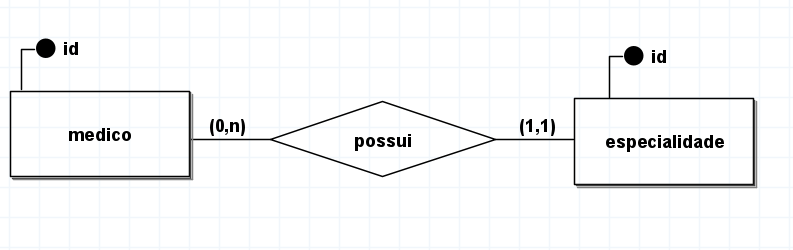 id
id
medico
(0,n)
possui
(1,1)
especialidade